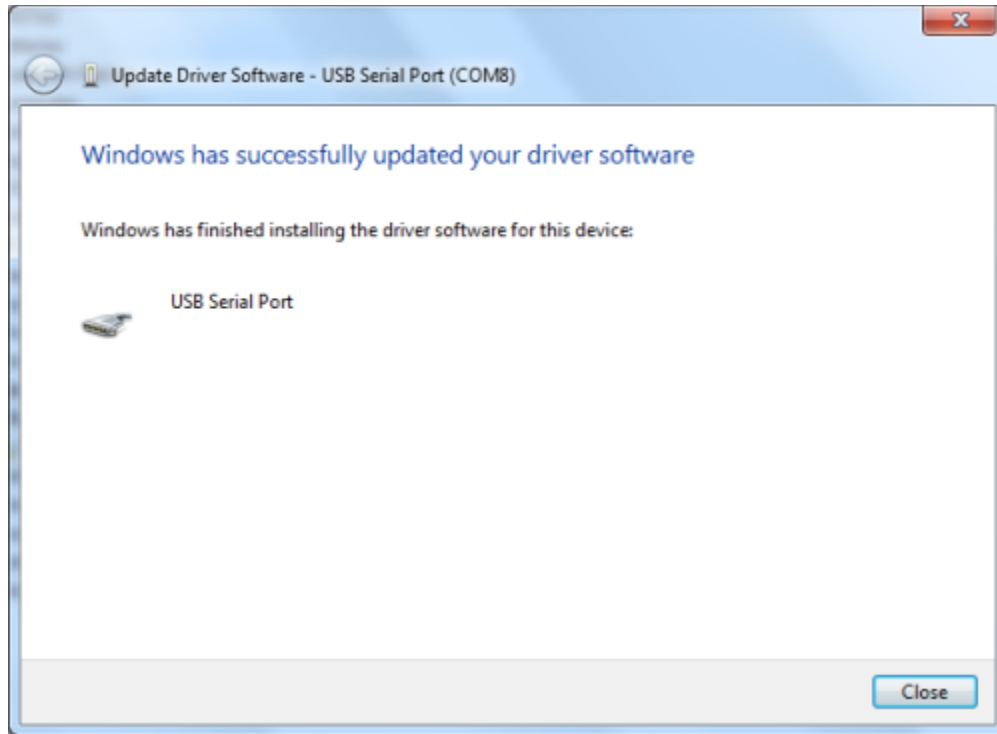 Update Driver Software - USB Serial Port (COM8)
Windows has successfully updated your driver software
Windows has finished installing the driver software for this device:
USB Serial Port
Close